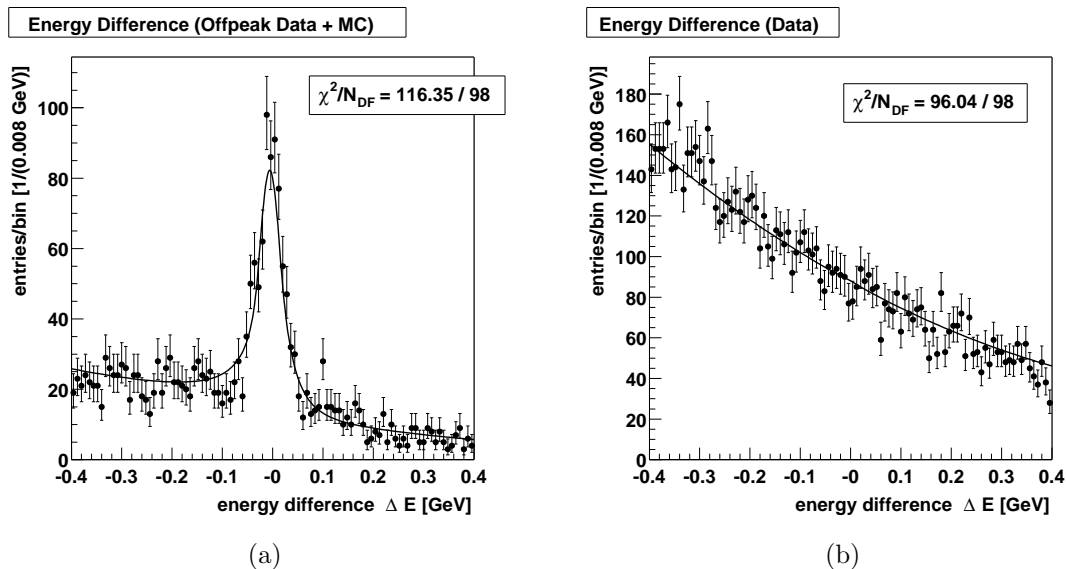 Energy Difference (Offpeak Data + MC)
χ²/N_DF = 116.35 / 98
entries/bin [1/(0.008 GeV)]
100
80
60
40
20
0
-0.4 -0.3 -0.2 -0.1 -0 0.1 0.2 0.3 0.4
energy difference Δ E [GeV]
(a)
Energy Difference (Data)
χ²/N_DF = 96.04 / 98
entries/bin [1/(0.008 GeV)]
180
160
140
120
100
80
60
40
20
0
-0.4 -0.3 -0.2 -0.1 -0 0.1 0.2 0.3 0.4
energy difference Δ E [GeV]
(b)